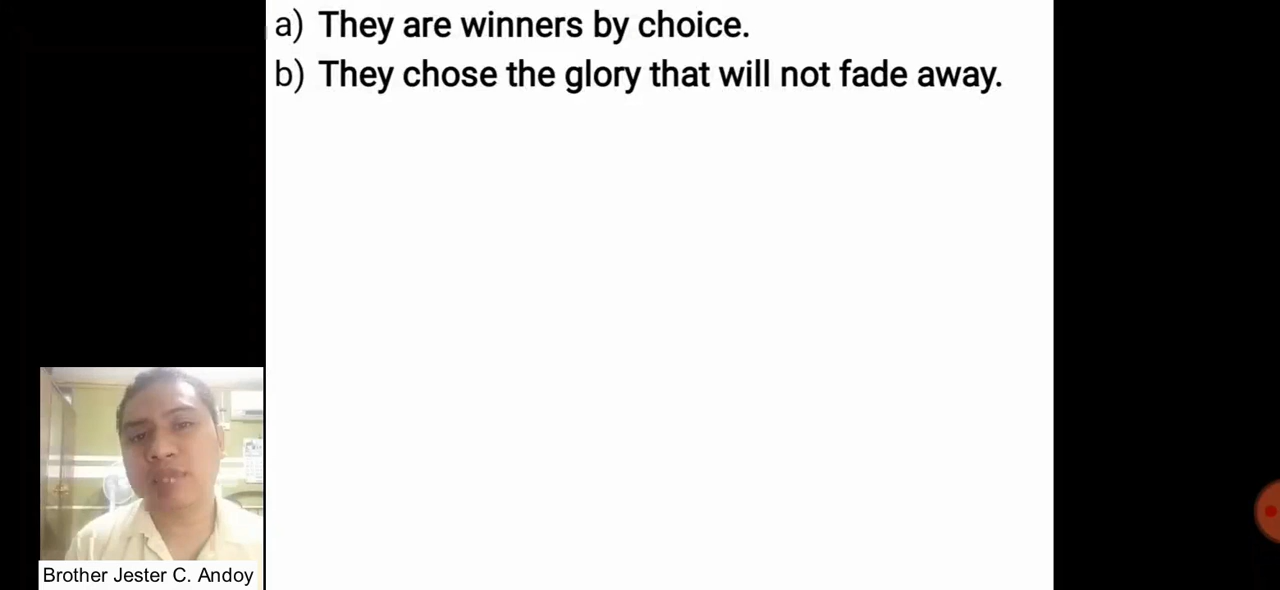 a) They are winners by choice.
b) They chose the glory that will not fade away.
Brother Jester C. Andoy